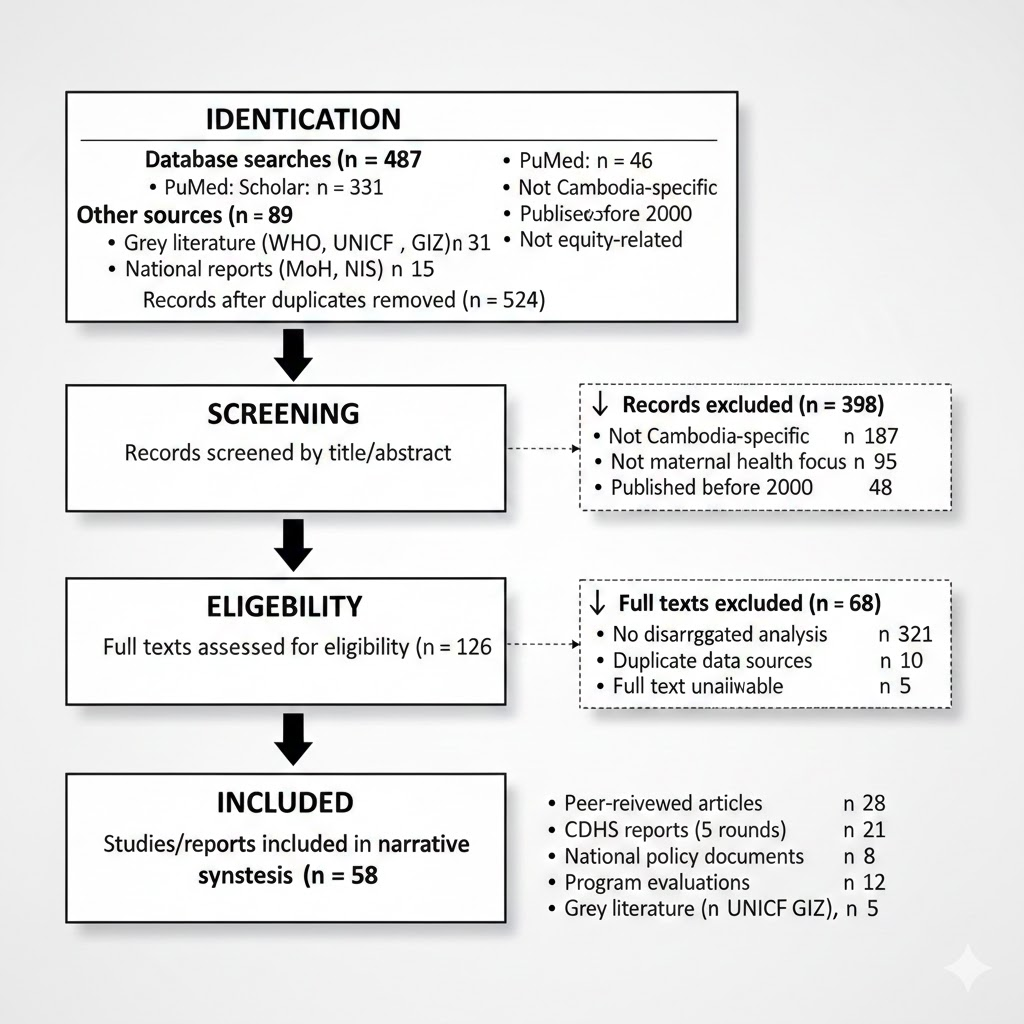 IDENTICATION
Database searches (n = 487
• PuMed: Scholar: n = 331
Other sources (n = 89
• Grey literature (WHO, UNICF , GIZ)n 31
• National reports (MoH, NIS) n 15
Records after duplicates removed (n = 524)
• PuMed: n = 46
• Not Cambodia-specific
• 2000
• Not equity-related
SCREENING
Records screened by title/abstract
↓ Records excluded (n = 398)
• Not Cambodia-specific n 187
• Not maternal health focus n 95
• Published before 2000 48
ELIGEBILITY
Full texts assessed for eligibility (n = 126
↓ Full texts excluded (n = 68)
• No disarrggated analysis n 321
• Duplicate data sources n 10
• Full text n 5
INCLUDED
Studies/reports included in narrative
synstesis (n = 58
• Peer-reivewed articles n 28
• CDHS reports (5 rounds) n 21
• National policy documents n 8
• Program evaluations n 12
• Grey literature (n UNICF GIZ), n 5